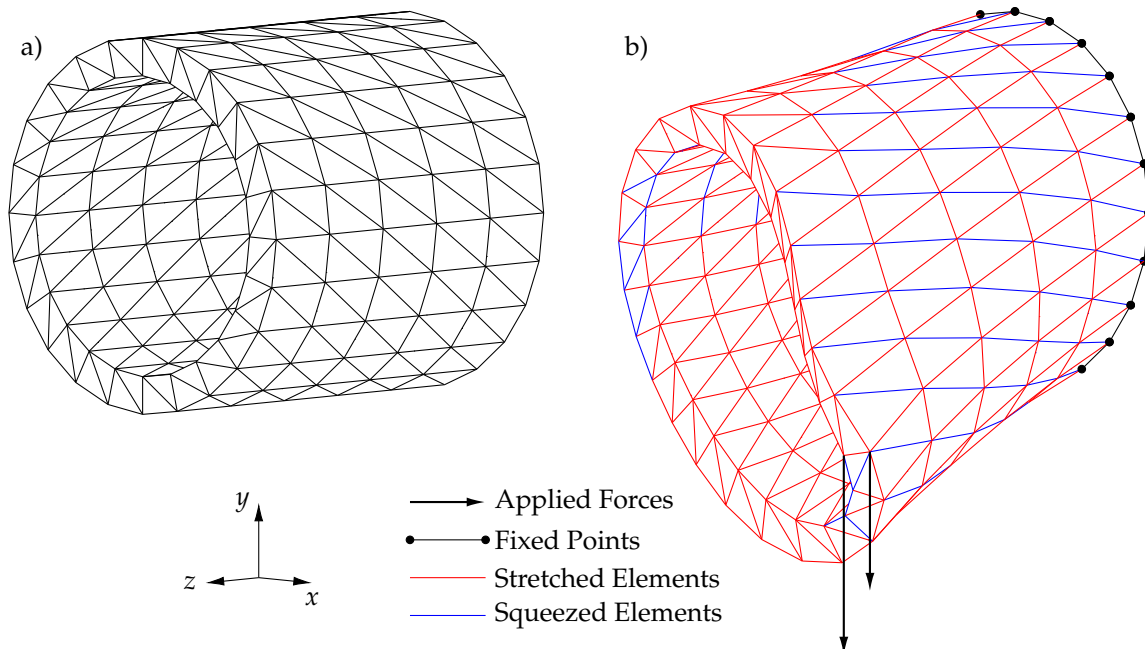 a)
b)
y
z
x
Applied Forces
Fixed Points
Stretched Elements
Squeezed Elements